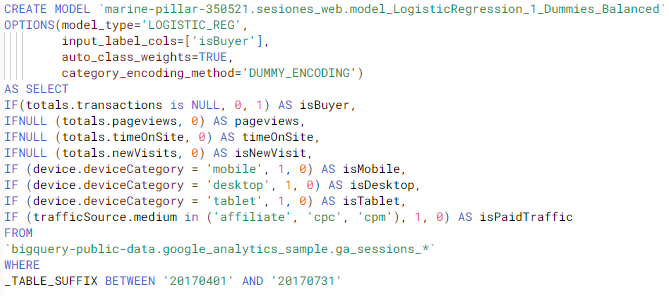 CREATE MODEL `marine-pillar-350521.sesiones_web.model_LogisticRegression_1_Dummies_Balanced`
OPTIONS(model_type='LOGISTIC_REG',
input_label_cols=['isBuyer'],
auto_class_weights=TRUE,
category_encoding_method='DUMMY_ENCODING')
AS SELECT
IF(totals.transactions is NULL, 0, 1) AS isBuyer,
IFNULL (totals.pageviews, 0) AS pageviews,
IFNULL (totals.timeOnSite, 0) AS timeOnSite,
IFNULL (totals.newVisits, 0) AS isNewVisit,
IF (device.deviceCategory = 'mobile', 1, 0) AS isMobile,
IF (device.deviceCategory = 'desktop', 1, 0) AS isDesktop,
IF (device.deviceCategory = 'tablet', 1, 0) AS isTablet,
IF (trafficSource.medium in ('affiliate', 'cpc', 'cpm'), 1, 0) AS isPaidTraffic
FROM
`bigquery-public-data.google_analytics_sample.ga_sessions_*`
WHERE
_TABLE_SUFFIX BETWEEN '20170401' AND '20170731'